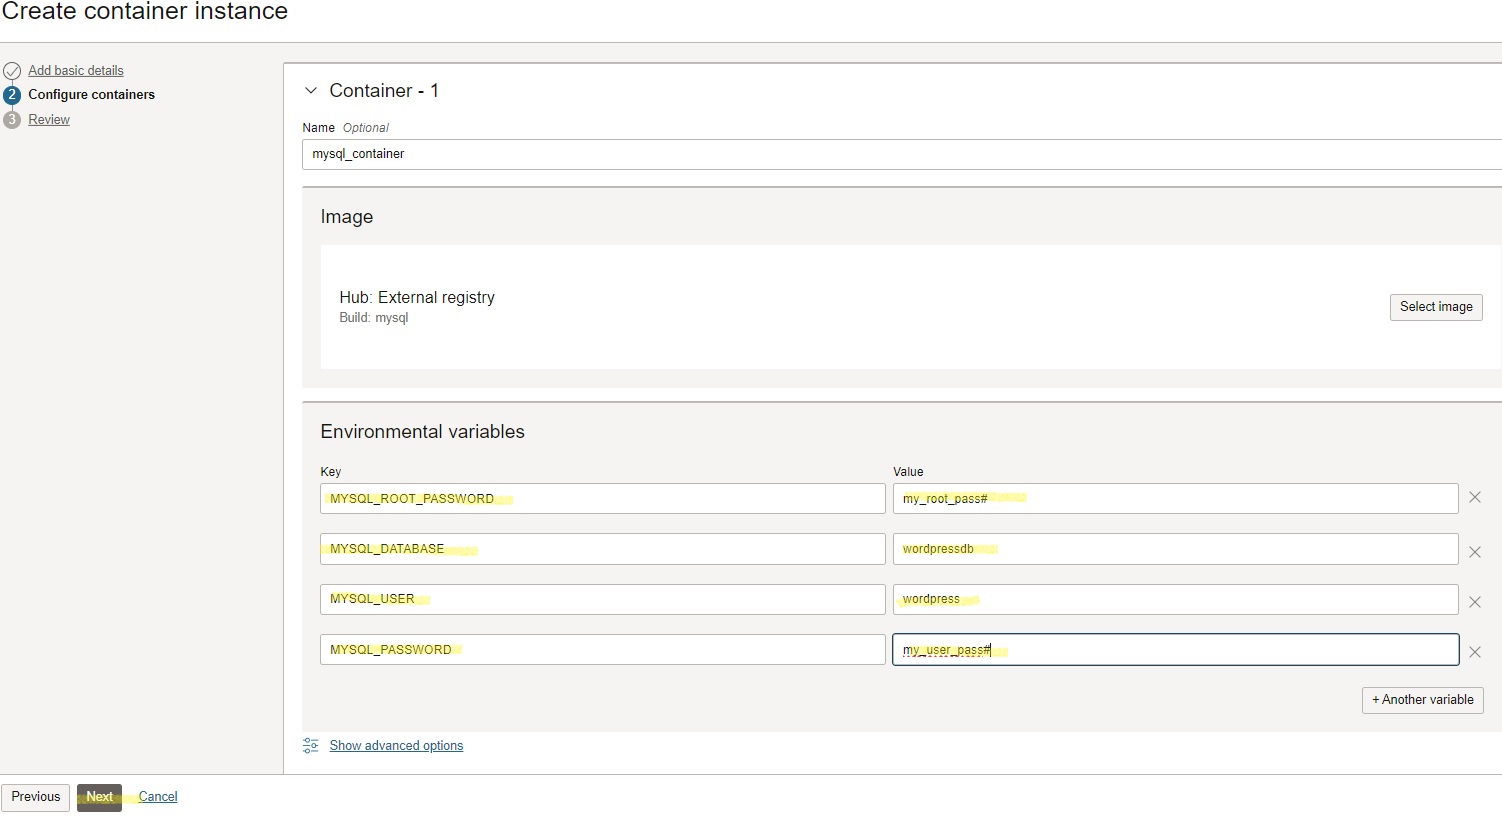 Create container instance
Add basic details
2 Configure containers
3 Review
Container - 1
Name Optional
mysql_container
Image
Hub: External registry
Build: mysql
Select image
Environmental variables
Key Value
MYSQL_ROOT_PASSWORD my_root_pass#
MYSQL_DATABASE wordpressdb
MYSQL_USER wordpress
MYSQL_PASSWORD my_user_pass#
+ Another variable
Show advanced options
Previous Next Cancel